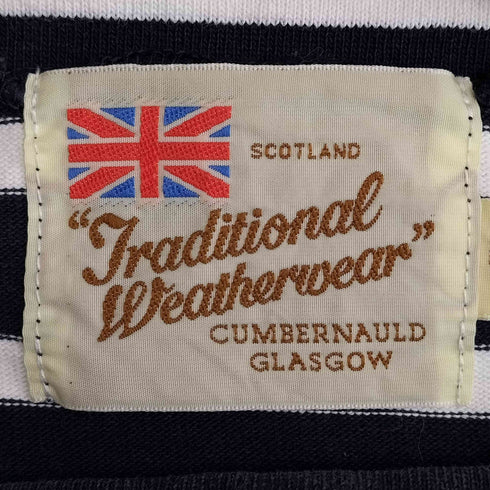 SCOTLAND
"Traditional
Weatherwear"
CUMBERNAULD
GLASGOW